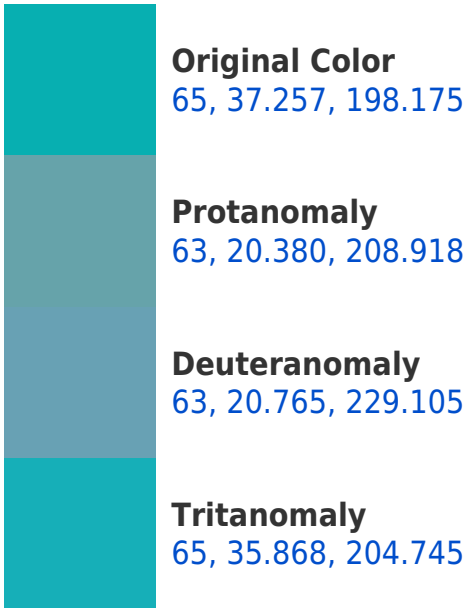 Original Color
65, 37.257, 198.175
Protanomaly
63, 20.380, 208.918
Deuteranomaly
63, 20.765, 229.105
Tritanomaly
65, 35.868, 204.745